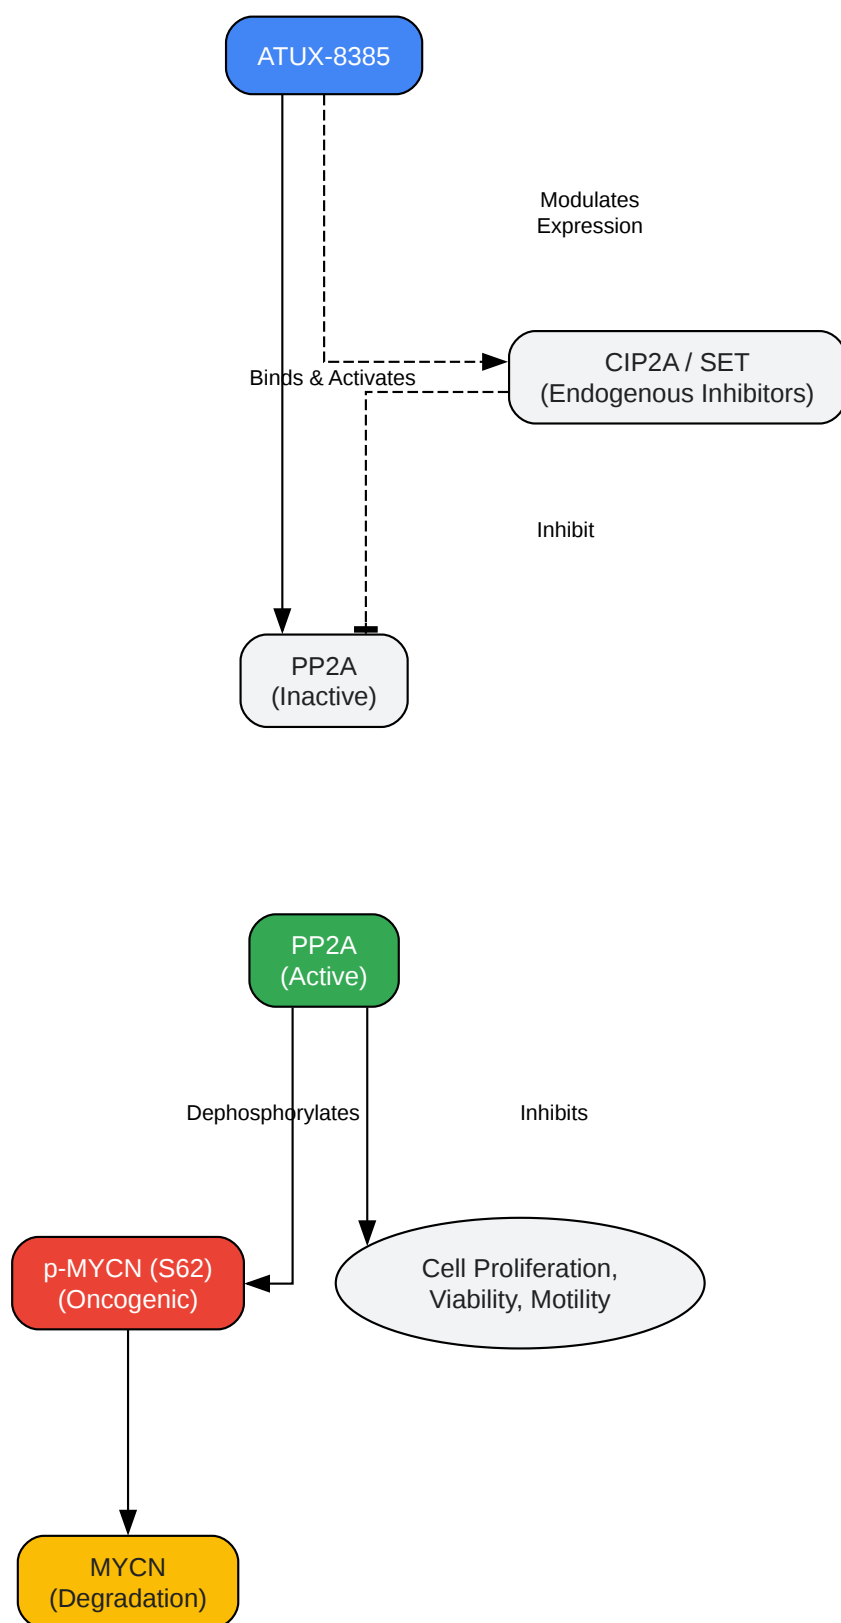 ATUX-8385
Modulates
Expression
CIP2A / SET
(Endogenous Inhibitors)
Binds & Activates
Inhibit
PP2A
(Inactive)
PP2A
(Active)
Dephosphorylates
Inhibits
p-MYCN (S62)
(Oncogenic)
Cell Proliferation,
Viability, Motility
MYCN
(Degradation)